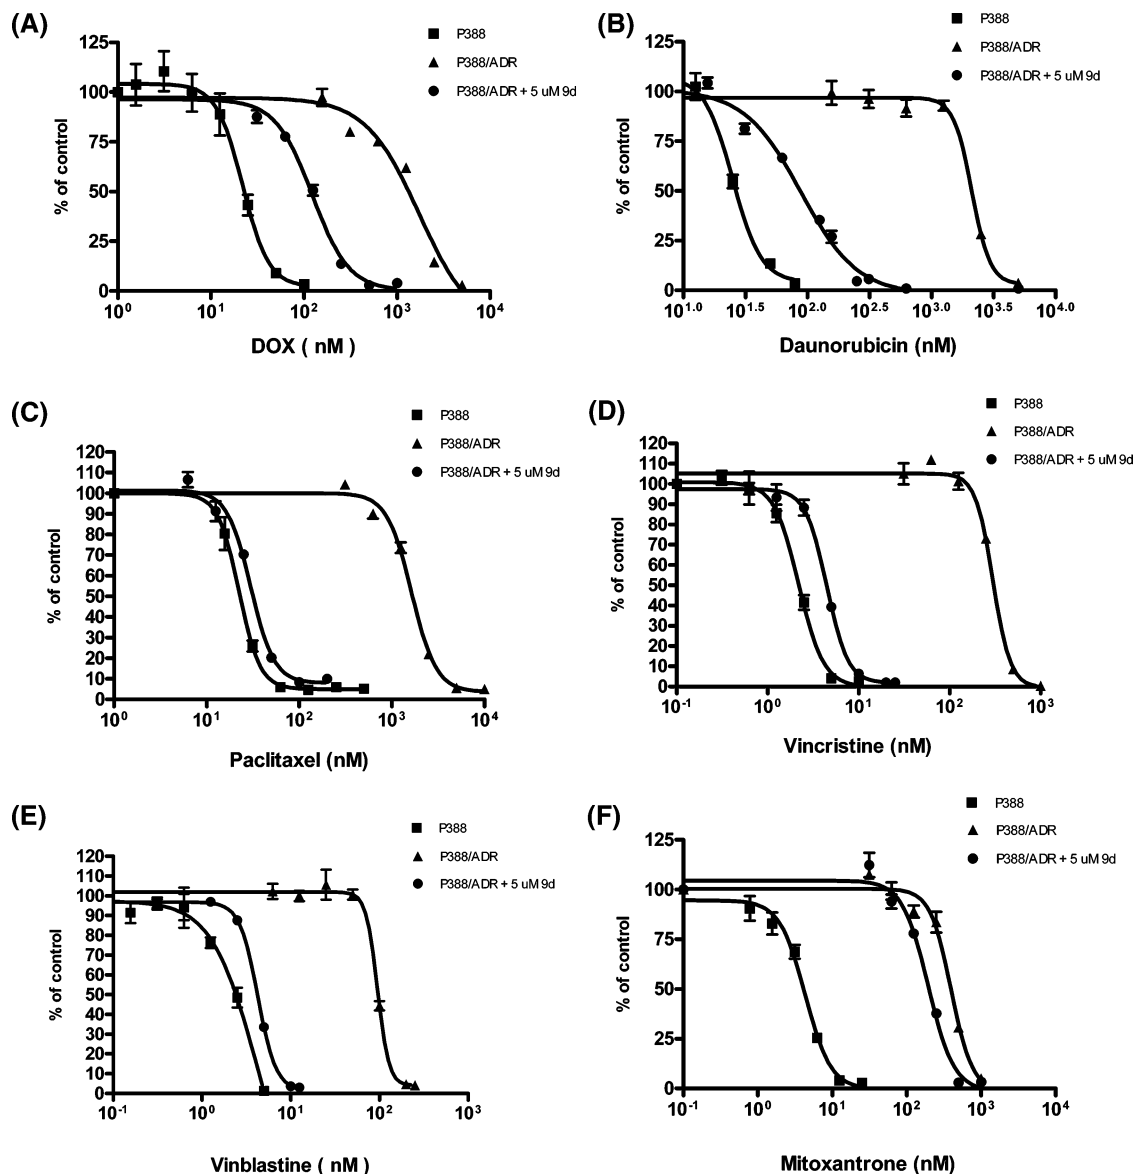 (A)
P388
P388/ADR
P388/ADR + 5 uM 9d
125
100
75
50
25
0
% of control
10^0 10^1 10^2 10^3 10^4
DOX ( nM )
(B)
P388
P388/ADR
P388/ADR + 5 uM 9d
125
100
75
50
25
0
% of control
10^1.0 10^1.5 10^2.0 10^2.5 10^3.0 10^3.5 10^4.0
Daunorubicin (nM)
(C)
P388
P388/ADR
P388/ADR + 5 uM 9d
120
110
100
90
80
70
60
50
40
30
20
10
0
% of control
10^0 10^1 10^2 10^3 10^4
Paclitaxel (nM)
(D)
P388
P388/ADR
P388/ADR + 5 uM 9d
120
110
100
90
80
70
60
50
40
30
20
10
0
% of control
10^-1 10^0 10^1 10^2 10^3
Vincristine (nM)
(E)
P388
P388/ADR
P388/ADR + 5 uM 9d
120
110
100
90
80
70
60
50
40
30
20
10
0
% of control
10^-1 10^0 10^1 10^2 10^3
Vinblastine ( nM )
(F)
P388
P388/ADR
P388/ADR + 5 uM 9d
125
100
75
50
25
0
% of control
10^-1 10^0 10^1 10^2 10^3 10^4
Mitoxantrone (nM)